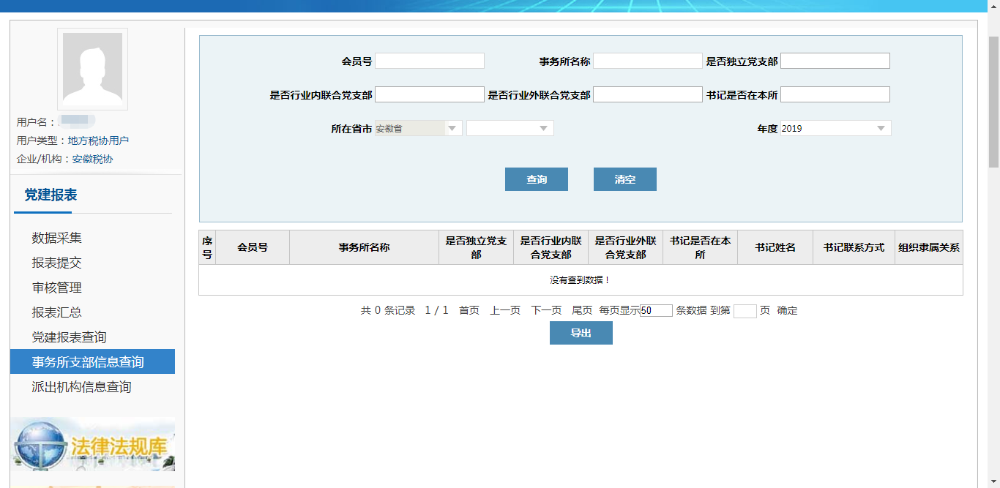 用户名：
用户类型：地方税协用户
企业/机构：安徽税协
党建报表
数据采集
报表提交
审核管理
报表汇总
党建报表查询
事务所支部信息查询
派出机构信息查询
法律法规库
会员号 事务所名称 是否独立党支部
是否行业内联合党支部 是否行业外联合党支部 书记是否在本所
所在省市 安徽省 年度 2019
查询 清空
序号 会员号 事务所名称 是否独立党支部 是否行业内联合党支部 是否行业外联合党支部 书记是否在本所 书记姓名 书记联系方式 组织隶属关系
没有查到数据！
共 0 条记录 1 / 1 首页 上一页 下一页 尾页 每页显示50 条数据 到第 页 确定
导出